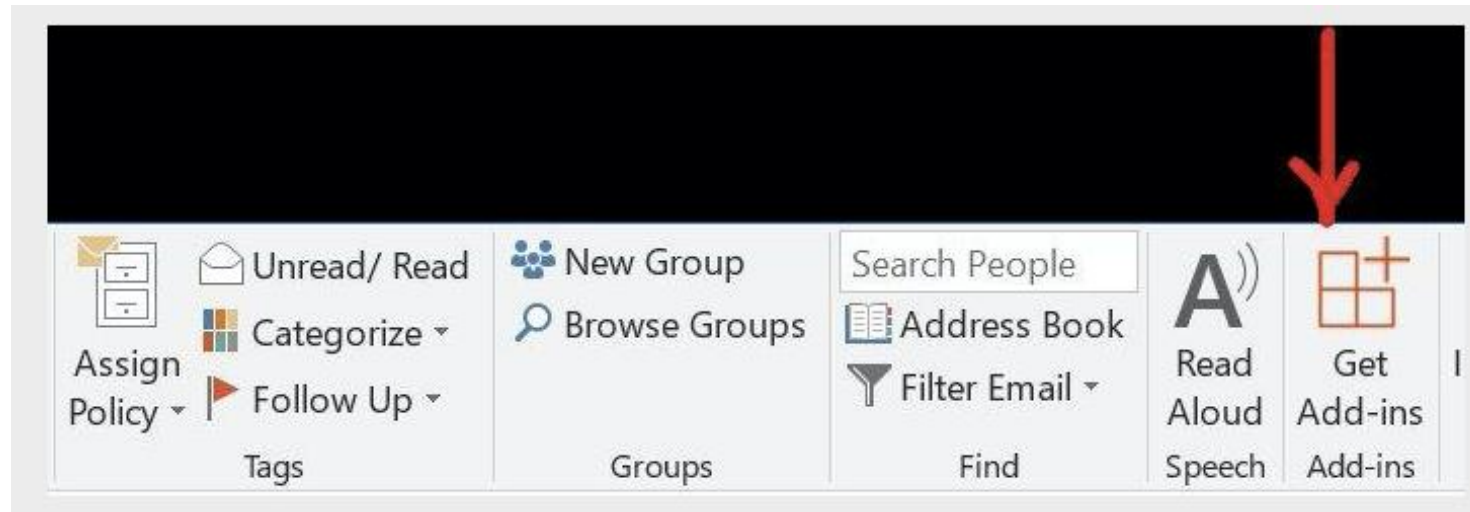 Assign
Policy
Unread/ Read
Categorize
Follow Up
Tags
New Group
Browse Groups
Groups
Search People
Address Book
Filter Email
Find
A
Read
Aloud
Speech
Get
Add-ins
Add-ins